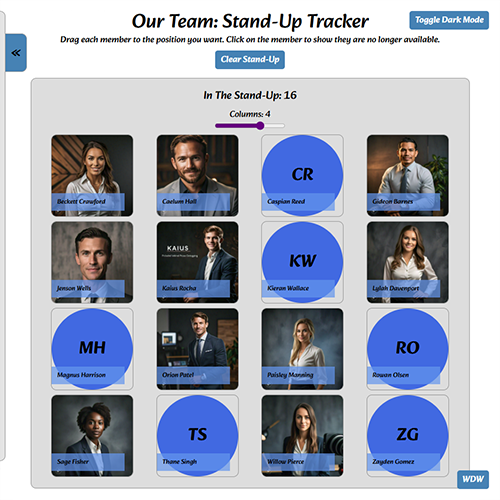 Our Team: Stand-Up Tracker
Toggle Dark Mode
Drag each member to the position you want. Click on the member to show they are no longer available.
«
Clear Stand-Up
In The Stand-Up: 16
Columns: 4
Beckett Crawford
Caelum Hall
CR
Caspian Reed
Gideon Barnes
Jenson Wells
KAIUS
Kaius Rocha
KW
Kieran Wallace
Lylah Davenport
MH
Magnus Harrison
Orion Patel
Paisley Manning
RO
Rowan Olsen
Sage Fisher
TS
Thane Singh
Willow Pierce
ZG
Zayden Gomez
WDW